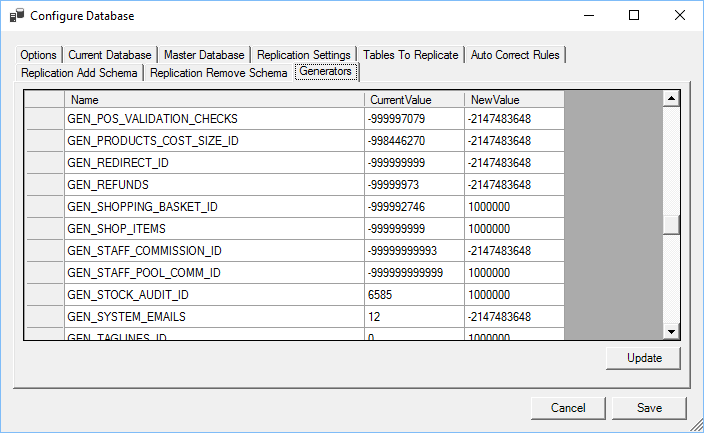 Configure Database
Options Current Database Master Database Replication Settings Tables To Replicate Auto Correct Rules
Replication Add Schema Replication Remove Schema Generators
Name CurrentValue NewValue
GEN_POS_VALIDATION_CHECKS -999997079 -2147483648
GEN_PRODUCTS_COST_SIZE_ID -998446270 -2147483648
GEN_REDIRECT_ID -999999999 -2147483648
GEN_REFUNDS -99999973 -2147483648
GEN_SHOPPING_BASKET_ID -999992746 1000000
GEN_SHOP_ITEMS -999999999 1000000
GEN_STAFF_COMMISSION_ID -99999999993 -2147483648
GEN_STAFF_POOL_COMM_ID -999999999999 1000000
GEN_STOCK_AUDIT_ID 6585 1000000
GEN_SYSTEM_EMAILS 12 -2147483648
GEN_TAGLINES_ID 0 1000000
Update
Cancel Save